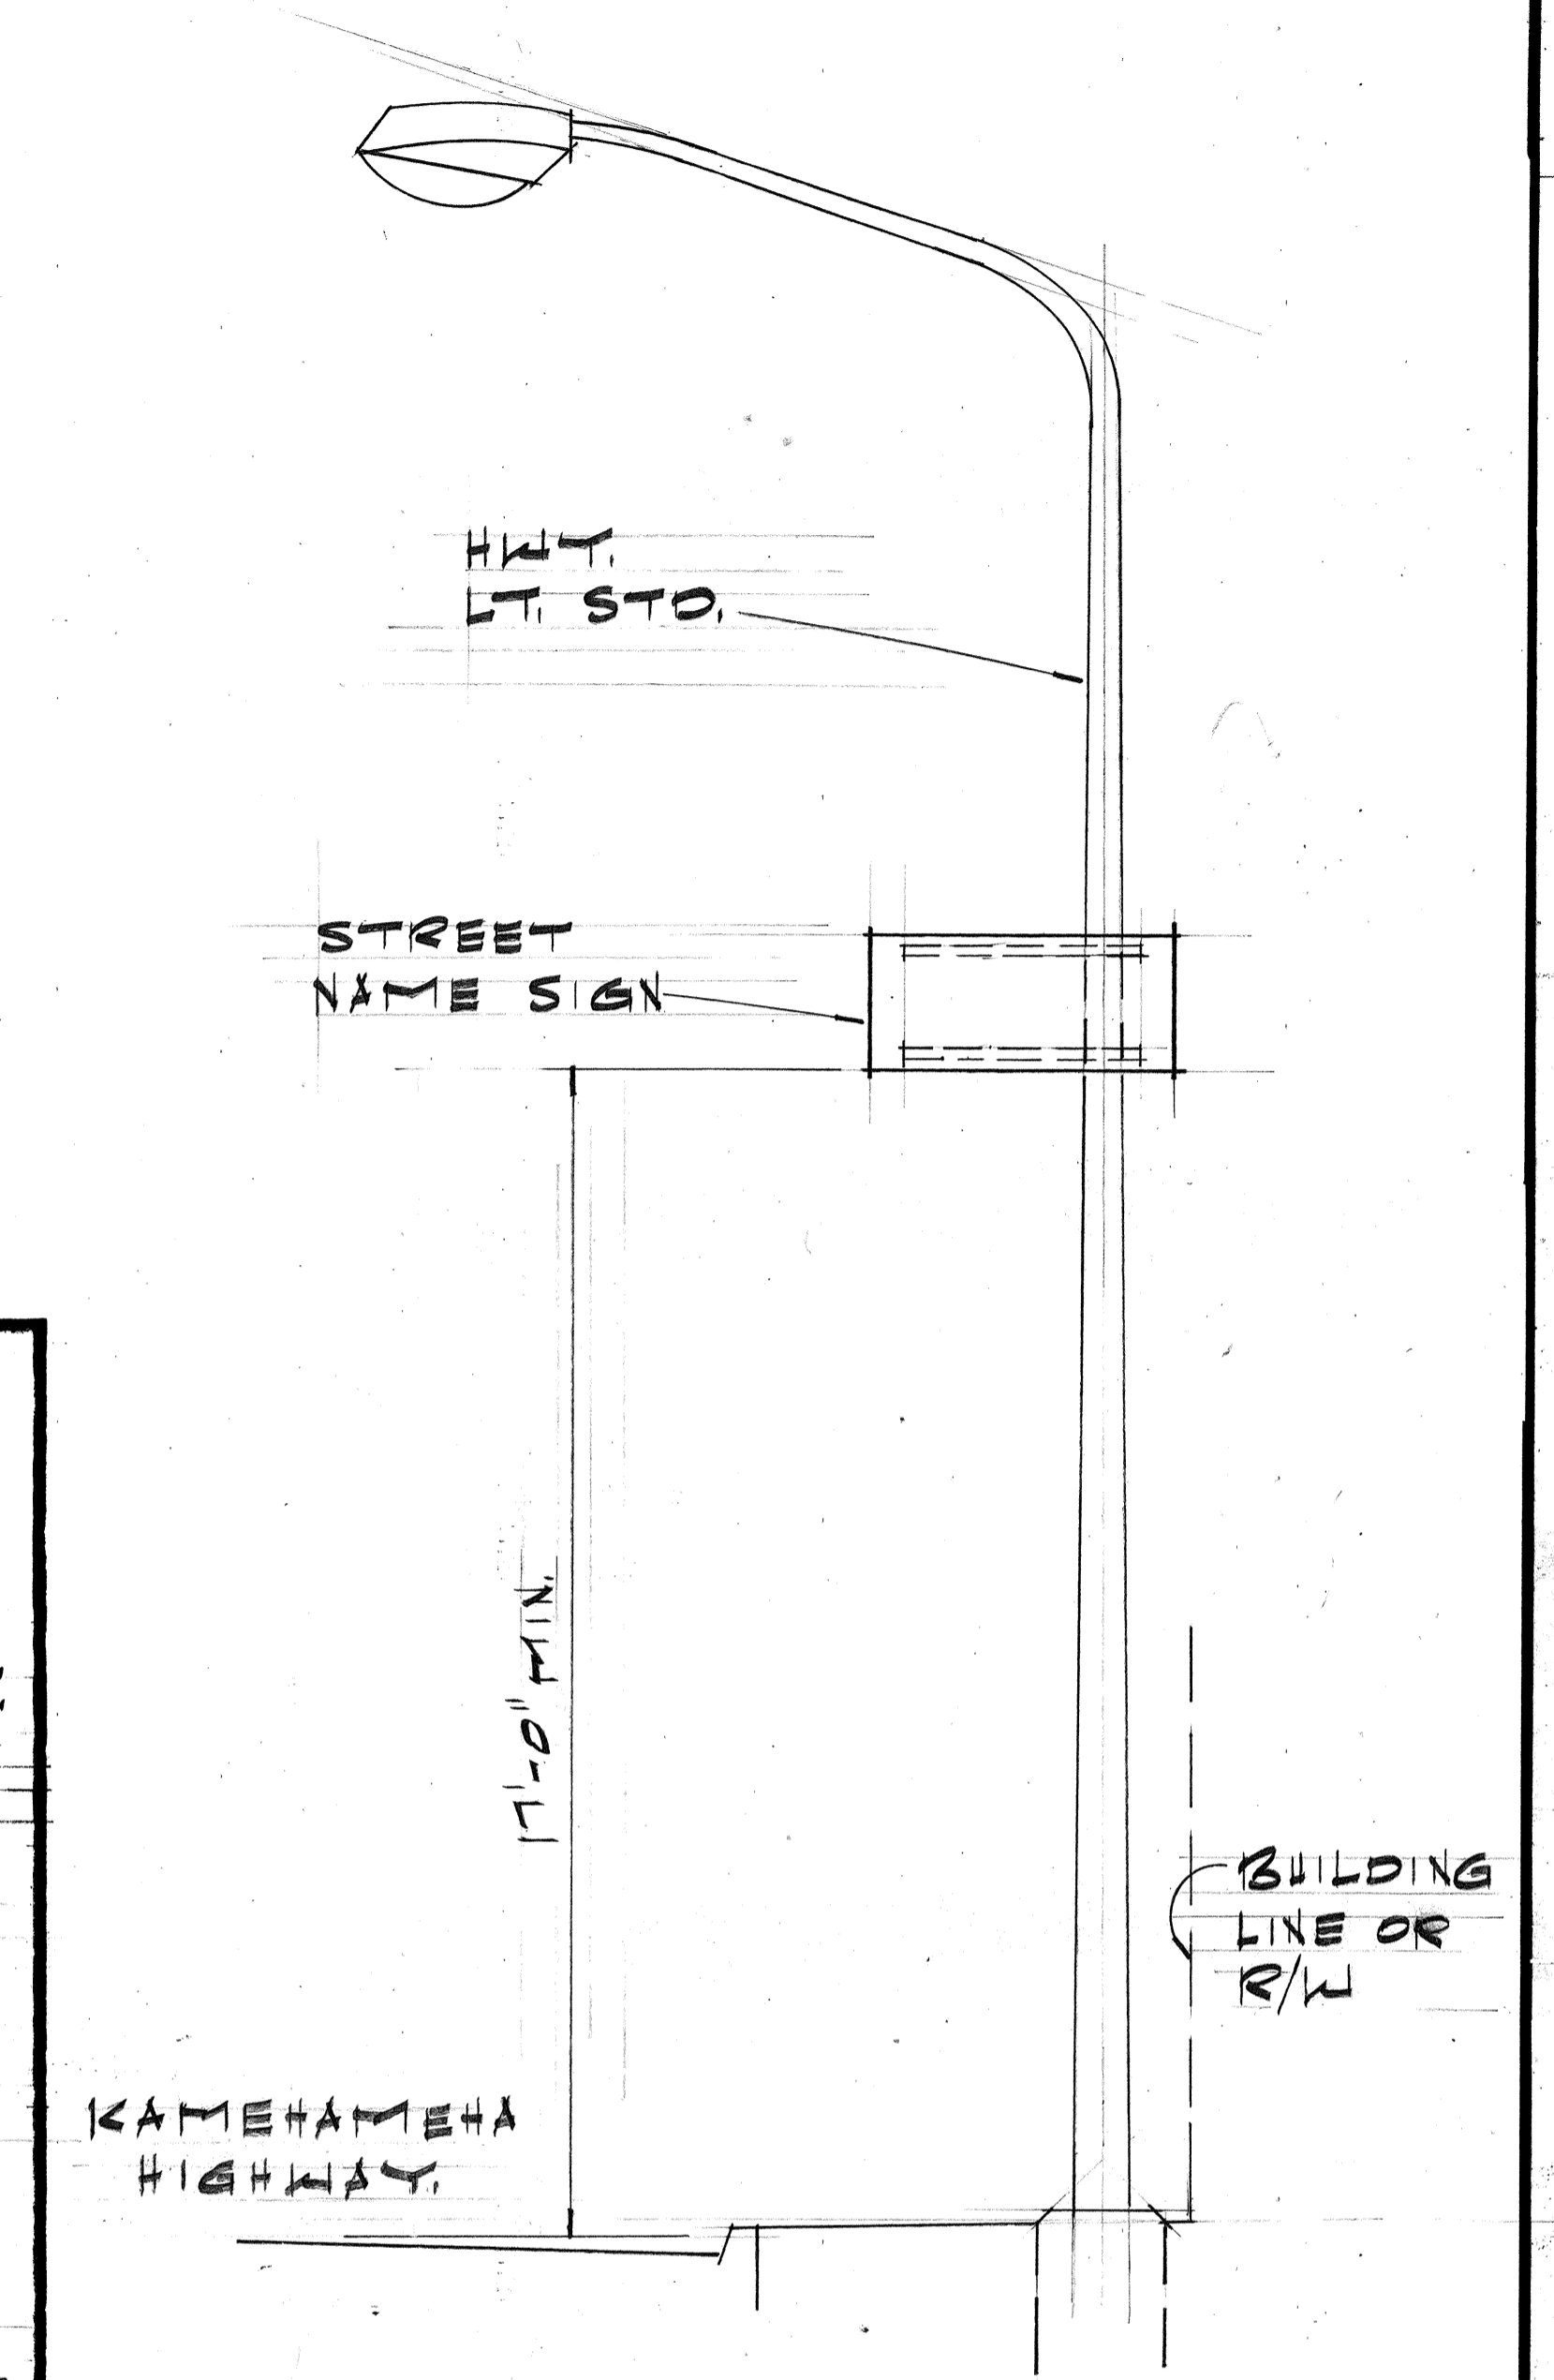 HWY.
LT. STD.
STREET
NAME SIGN
17'-0" MIN.
BUILDING
LINE OR
R/W
KAMEHAMEHA
HIGHWAY.